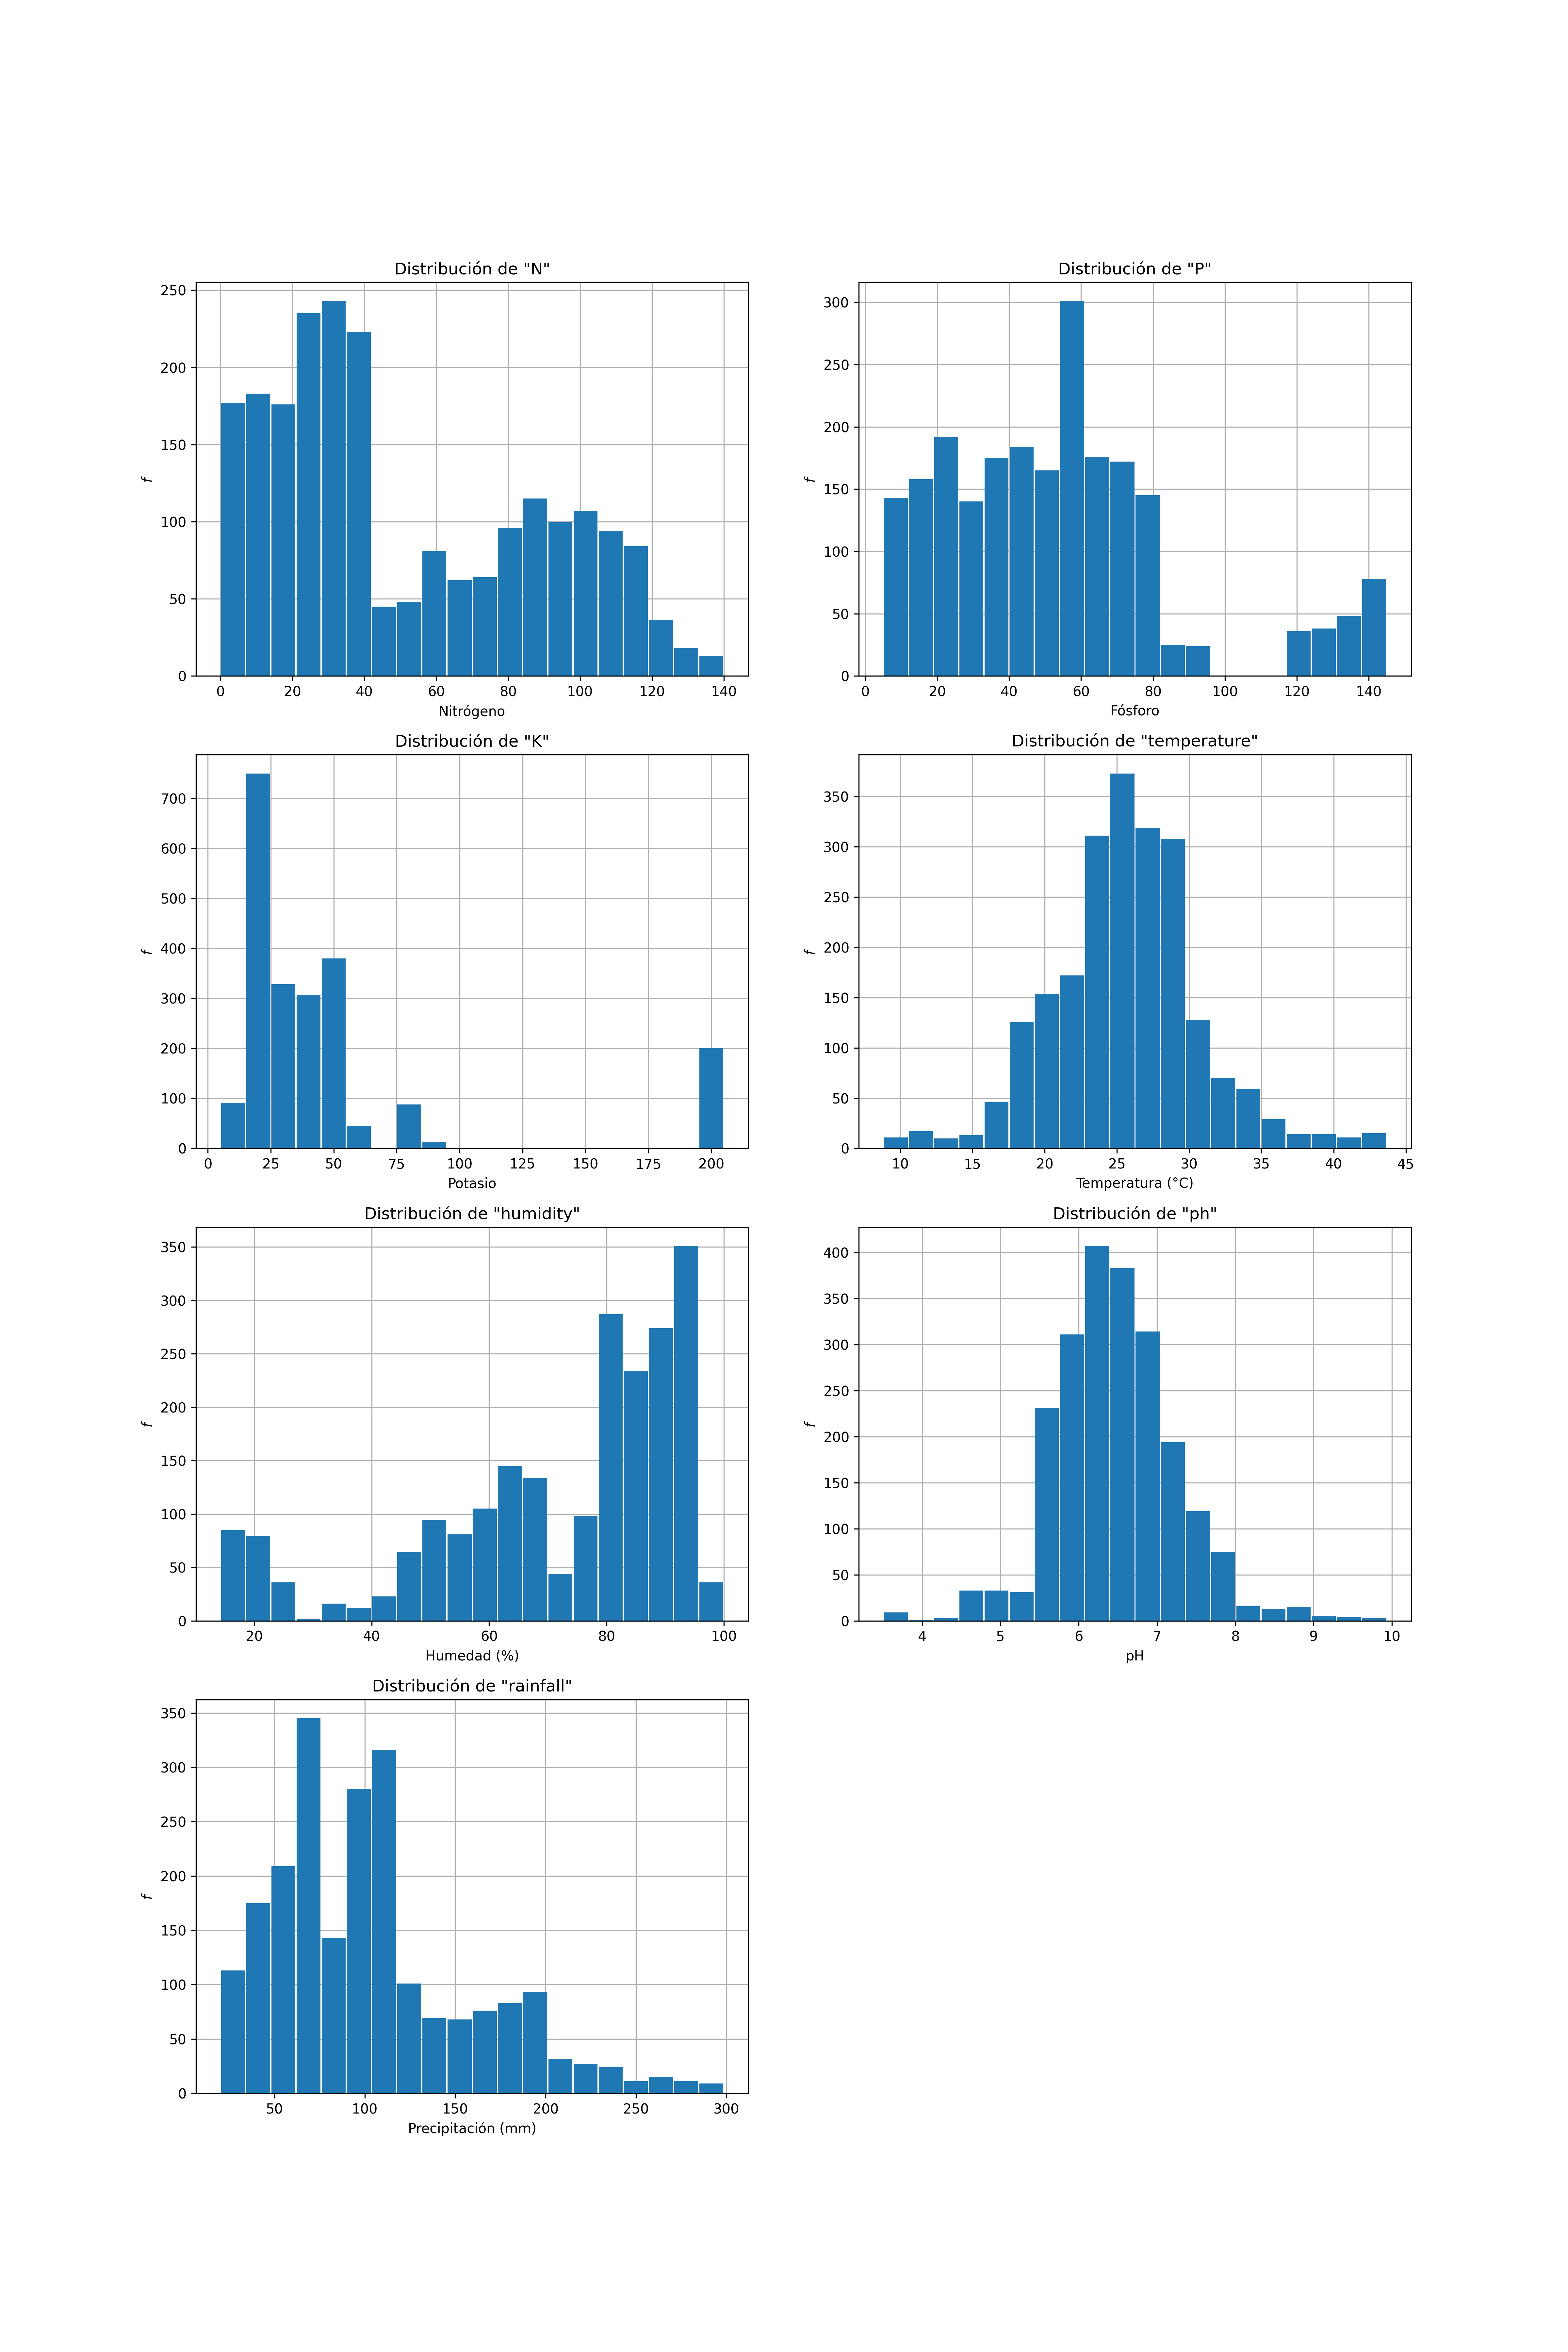 Distribución de "N"
250
200
150
100
50
0
f
0 20 40 60 80 100 120 140
Nitrógeno
Distribución de "P"
300
250
200
150
100
50
0
f
0 20 40 60 80 100 120 140
Fósforo
Distribución de "K"
700
600
500
400
300
200
100
0
f
0 25 50 75 100 125 150 175 200
Potasio
Distribución de "temperature"
350
300
250
200
150
100
50
0
f
10 15 20 25 30 35 40 45
Temperatura (°C)
Distribución de "humidity"
350
300
250
200
150
100
50
0
f
20 40 60 80 100
Humedad (%)
Distribución de "ph"
400
350
300
250
200
150
100
50
0
f
4 5 6 7 8 9 10
pH
Distribución de "rainfall"
350
300
250
200
150
100
50
0
f
50 100 150 200 250 300
Precipitación (mm)